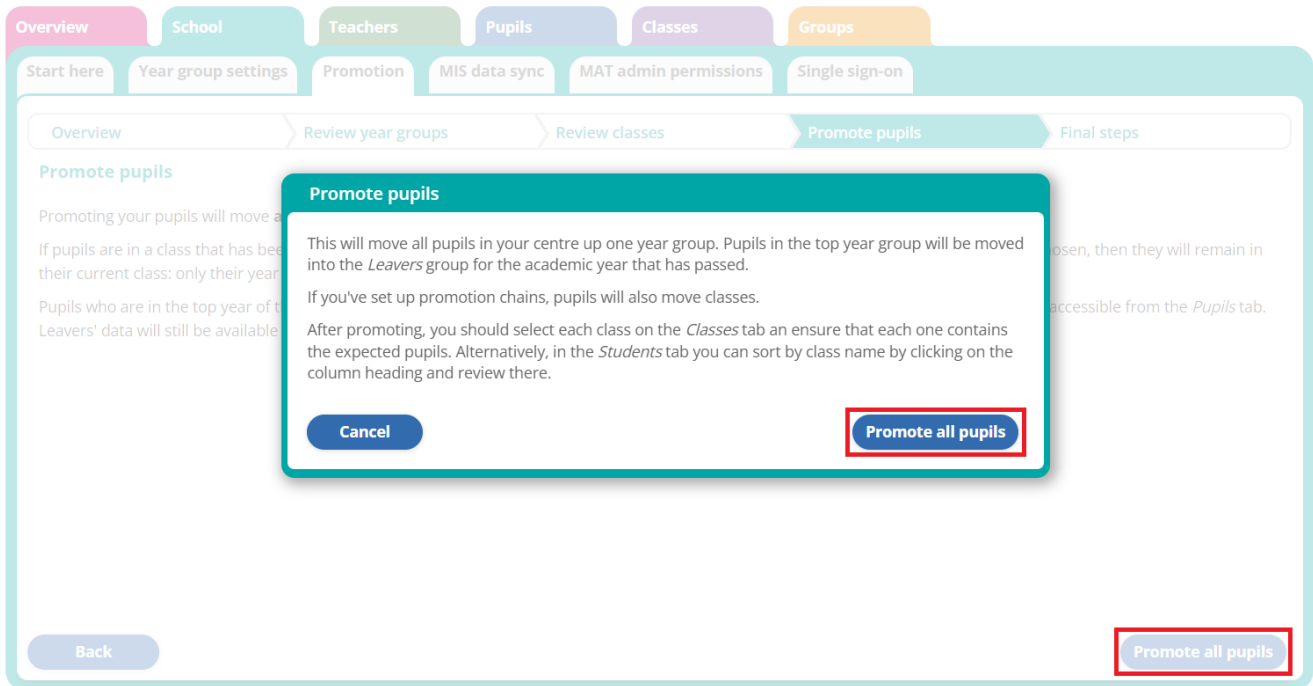 Overview School Teachers Pupils Classes Groups
Start here Year group settings Promotion MIS data sync MAT admin permissions Single sign-on
Overview Review year groups Review classes Promote pupils Final steps
Promote pupils
Promoting your pupils will move a
If pupils are in a class that has bee
osen, then they will remain in
their current class: only their year
Pupils who are in the top year of t
accessible from the Pupils tab.
Leavers' data will still be available
Promote pupils
This will move all pupils in your centre up one year group. Pupils in the top year group will be moved
into the Leavers group for the academic year that has passed.
If you've set up promotion chains, pupils will also move classes.
After promoting, you should select each class on the Classes tab an ensure that each one contains
the expected pupils. Alternatively, in the Students tab you can sort by class name by clicking on the
column heading and review there.
Cancel Promote all pupils
Back Promote all pupils